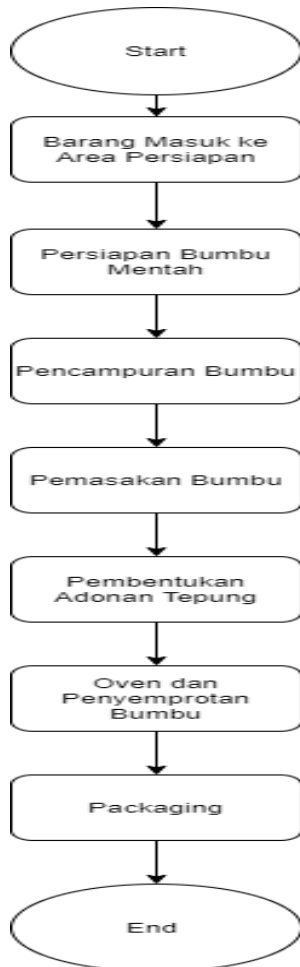 Start
Barang Masuk ke
Area Persiapan
Persiapan Bumbu
Mentah
Pencampuran Bumbu
Pemasakan Bumbu
Pembentukan
Adonan Tepung
Oven dan
Penyemprotan
Bumbu
Packaging
End